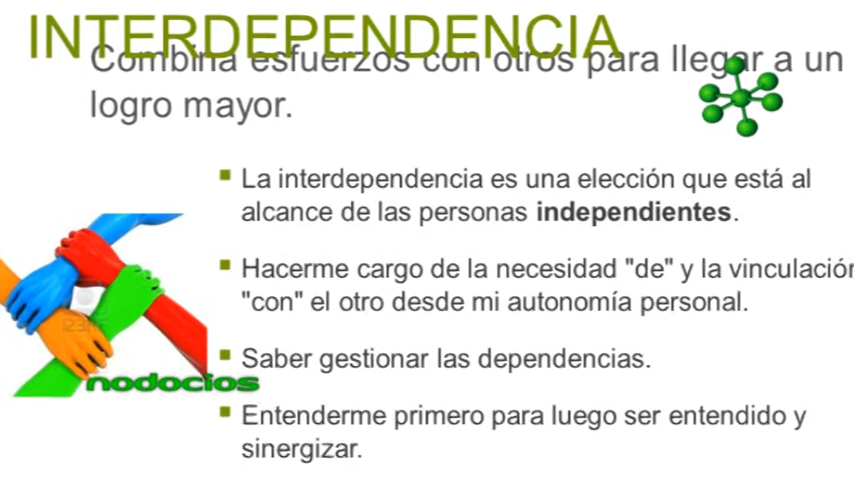 INTERDEPENDENCIA
Combina esfuerzos con otros para llegar a un
logro mayor.
La interdependencia es una elección que está al
alcance de las personas independientes.
Hacerme cargo de la necesidad "de" y la vinculación
"con" el otro desde mi autonomía personal.
Saber gestionar las dependencias.
nodocios
Entenderme primero para luego ser entendido y
sinergizar.